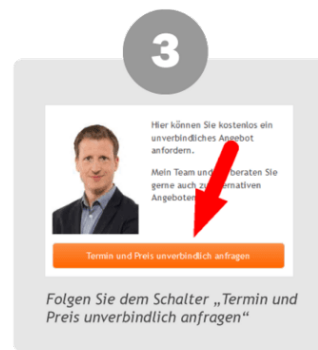 3
Hier können Sie kostenlos ein
unverbindliches Angebot
anfordern.
Mein Team und beraten Sie
gerne auch zu
Angeboten
Termin und Preis unverbindlich anfragen
Folgen Sie dem Schalter „Termin und
Preis unverbindlich anfragen“